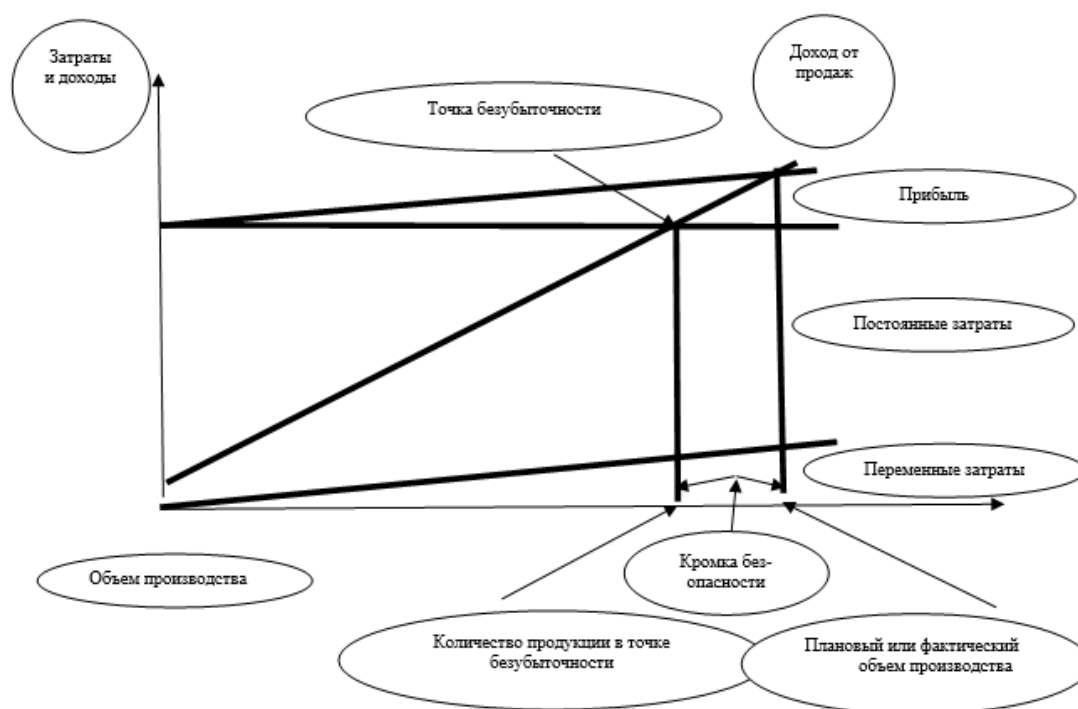 Затраты
и доходы
Доход от
продаж
Точка безубыточности
Прибыль
Постоянные затраты
Переменные затраты
Объем производства
Кромка без-
опасности
Количество продукции в точке
безубыточности
Плановый или фактический
объем производства